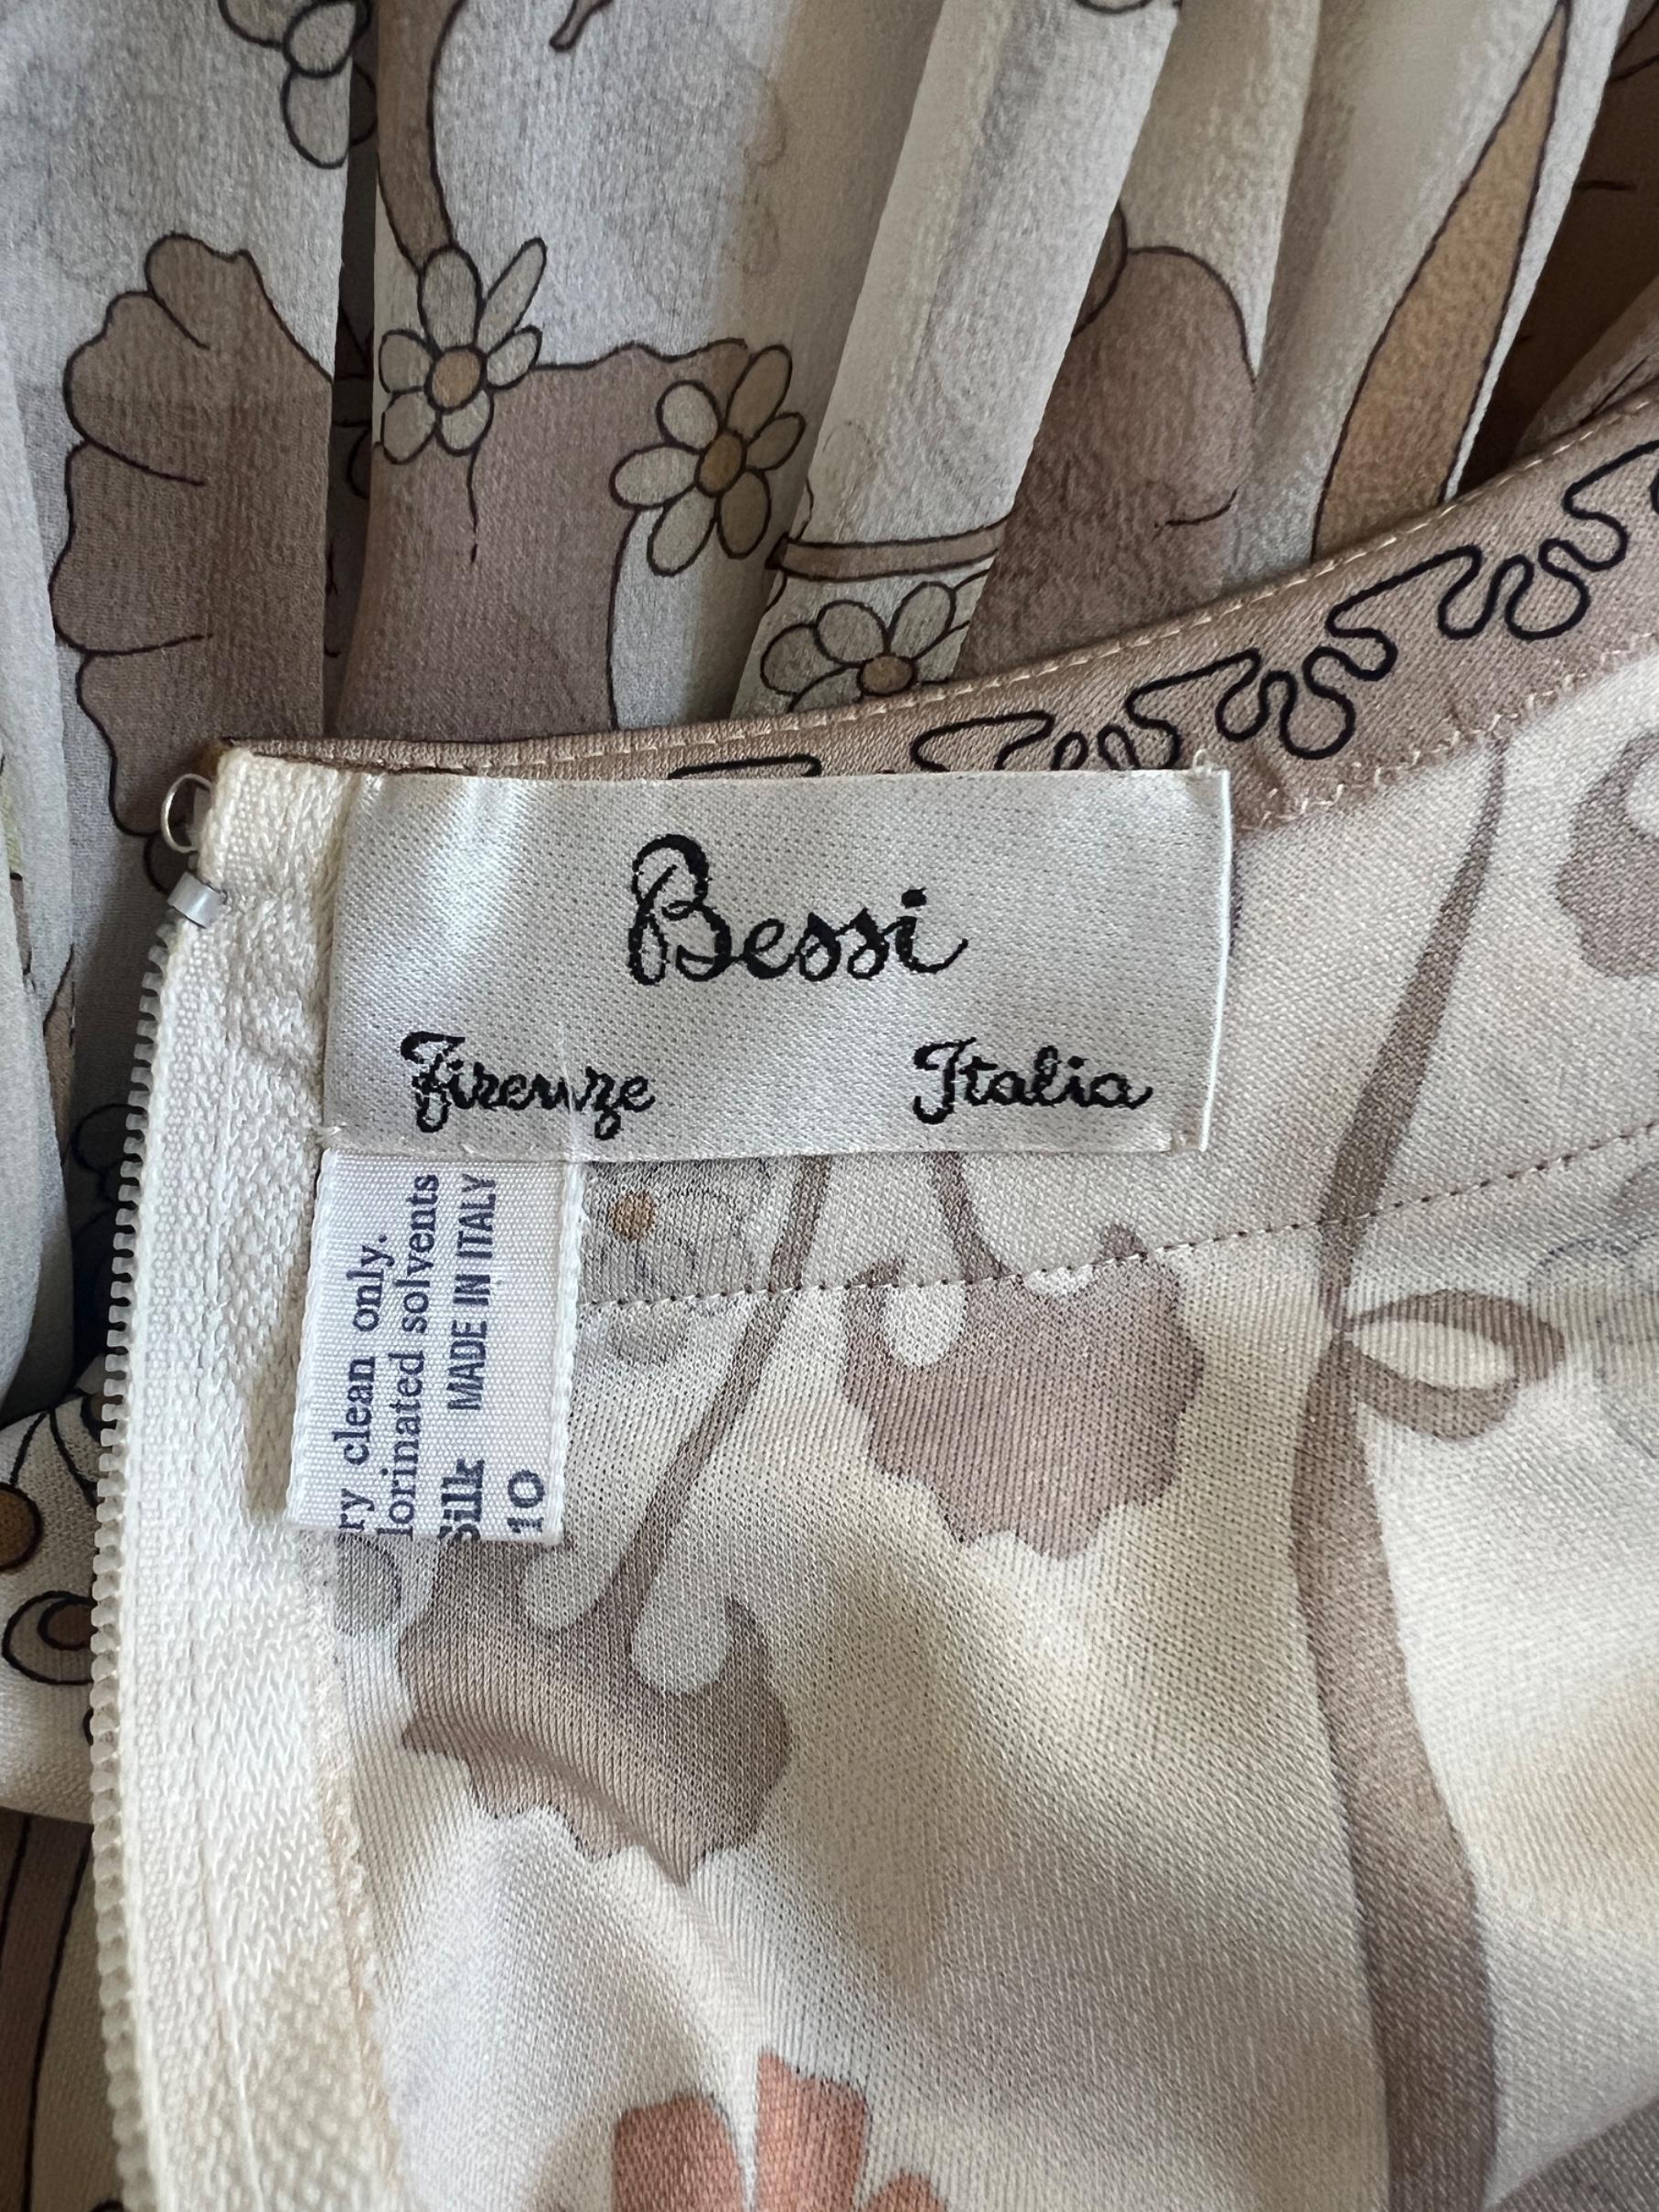 Bessi
Firenze Italia
ry clean only.
lorinated solvents
Silk MADE IN ITALY
10